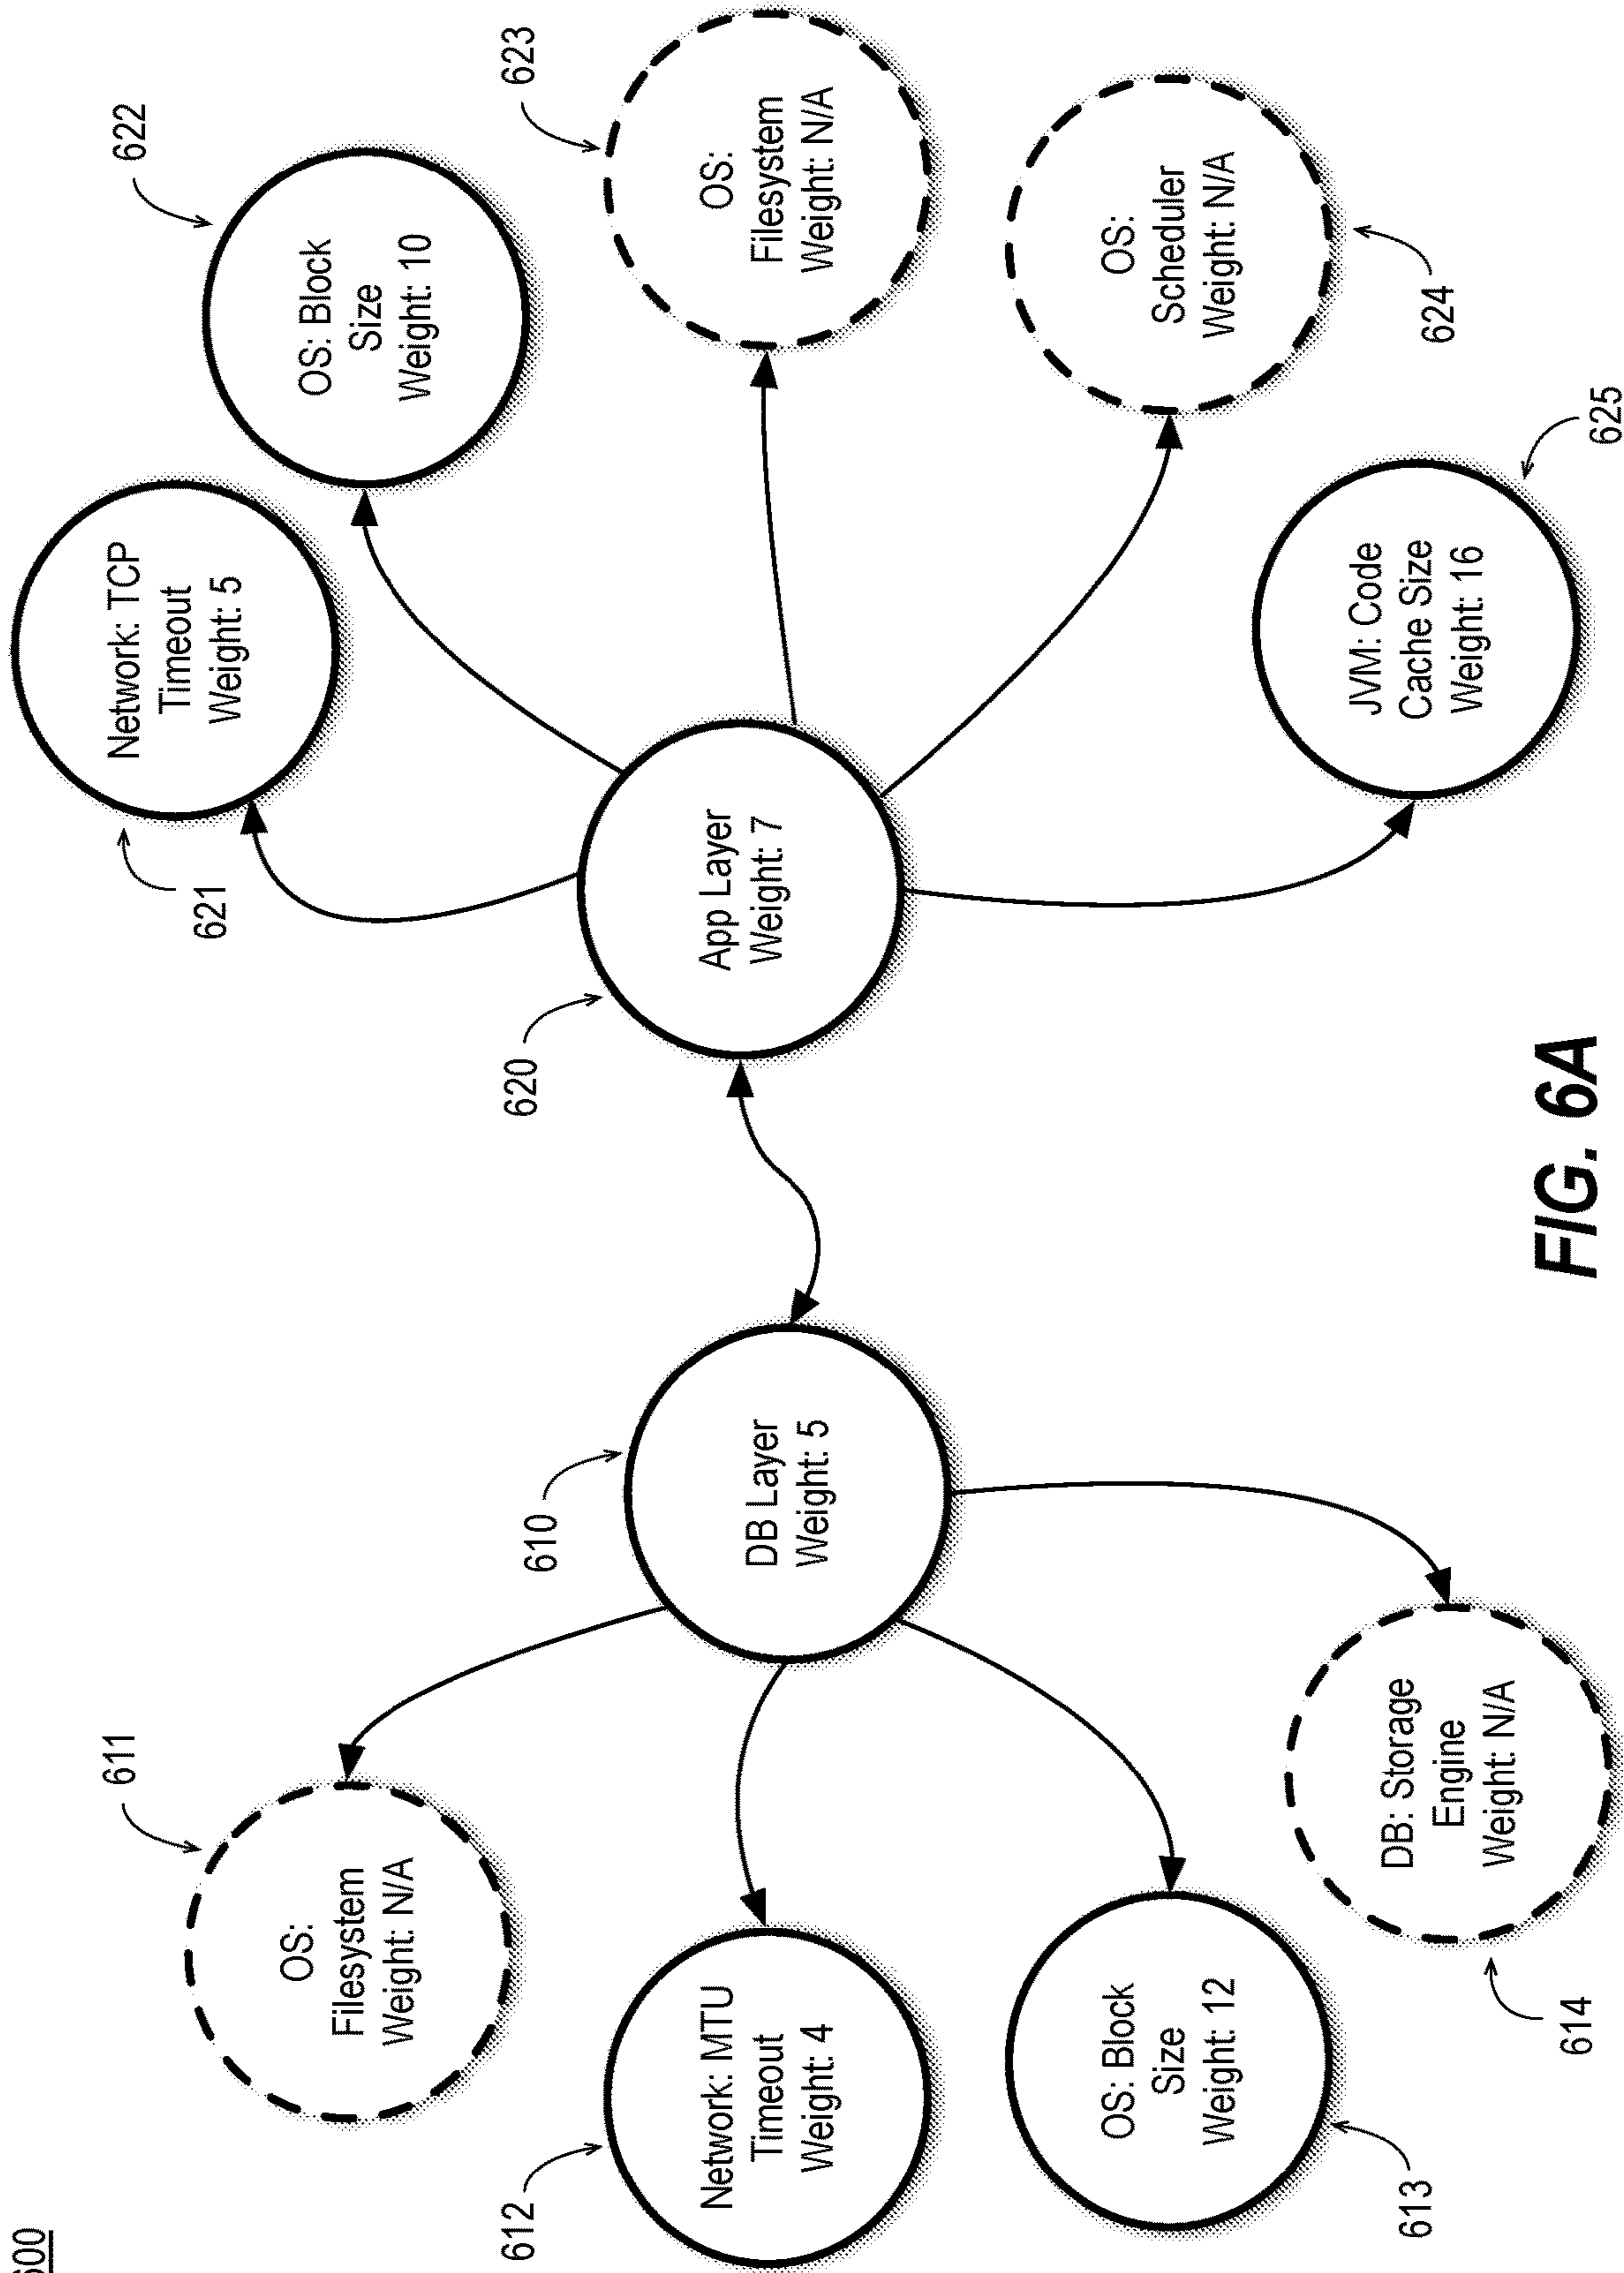 600
611
OS:
Filesystem
Weight: N/A
612
Network: MTU
Timeout
Weight: 4
613
OS: Block
Size
Weight: 12
614
DB: Storage
Engine
Weight: N/A
610
DB Layer
Weight: 5
620
App Layer
Weight: 7
621
Network: TCP
Timeout
Weight: 5
622
OS: Block
Size
Weight: 10
623
OS:
Filesystem
Weight: N/A
624
OS:
Scheduler
Weight: N/A
625
JVM: Code
Cache Size
Weight: 16
FIG. 6A